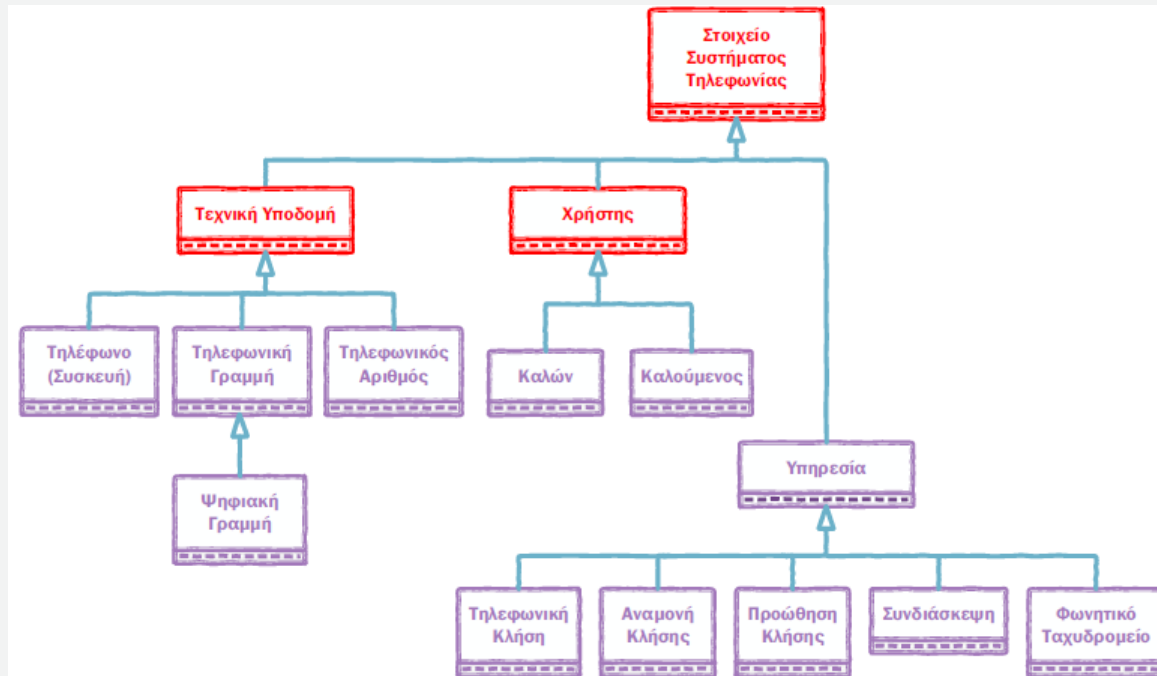 Στοιχείο
Συστήματος
Τηλεφωνίας
Τεχνική Υποδομή
Χρήστης
Τηλέφωνο
(Συσκευή)
Τηλεφωνική
Γραμμή
Τηλεφωνικός
Αριθμός
Καλών
Καλούμενος
Υπηρεσία
Ψηφιακή
Γραμμή
Τηλεφωνική
Κλήση
Αναμονή
Κλήσης
Προώθηση
Κλήσης
Συνδιάσκεψη
Φωνητικό
Ταχυδρομείο